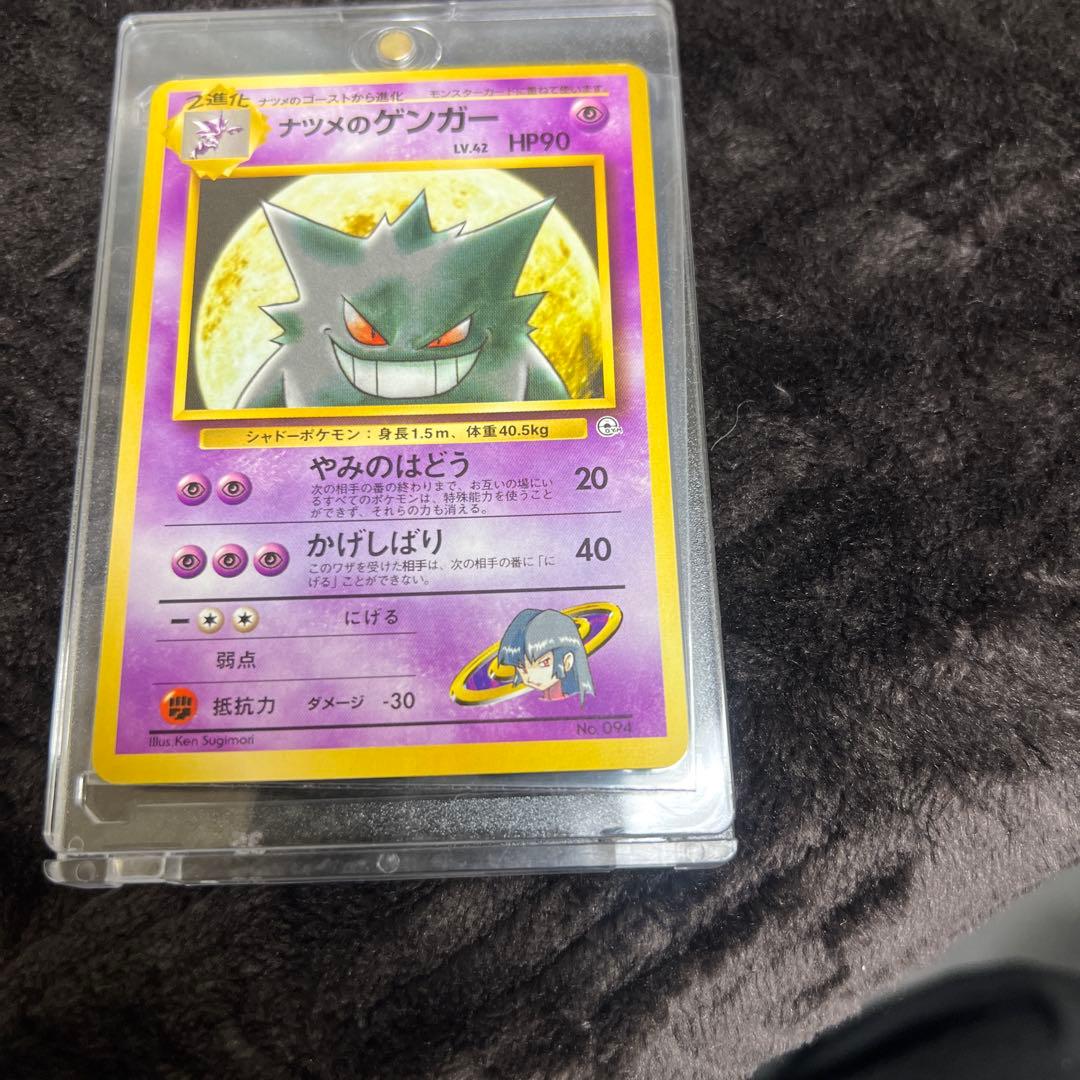 2進化 ナツメのゴーストから進化 モンスターカードに重ねて使います
ナツメのゲンガー
LV.42 HP90
シャドーポケモン：身長1.5m、体重40.5kg
GYM
やみのはどう 20
次の相手の番の終わりまで、お互いの場にい
るすべてのポケモンは、特殊能力を使うこと
ができず、それらの力も消える。
かげしばり 40
このワザを受けた相手は、次の相手の番に「に
げる」ことができない。
にげる
弱点
抵抗力 ダメージ -30
Illus.Ken Sugimori
No.094